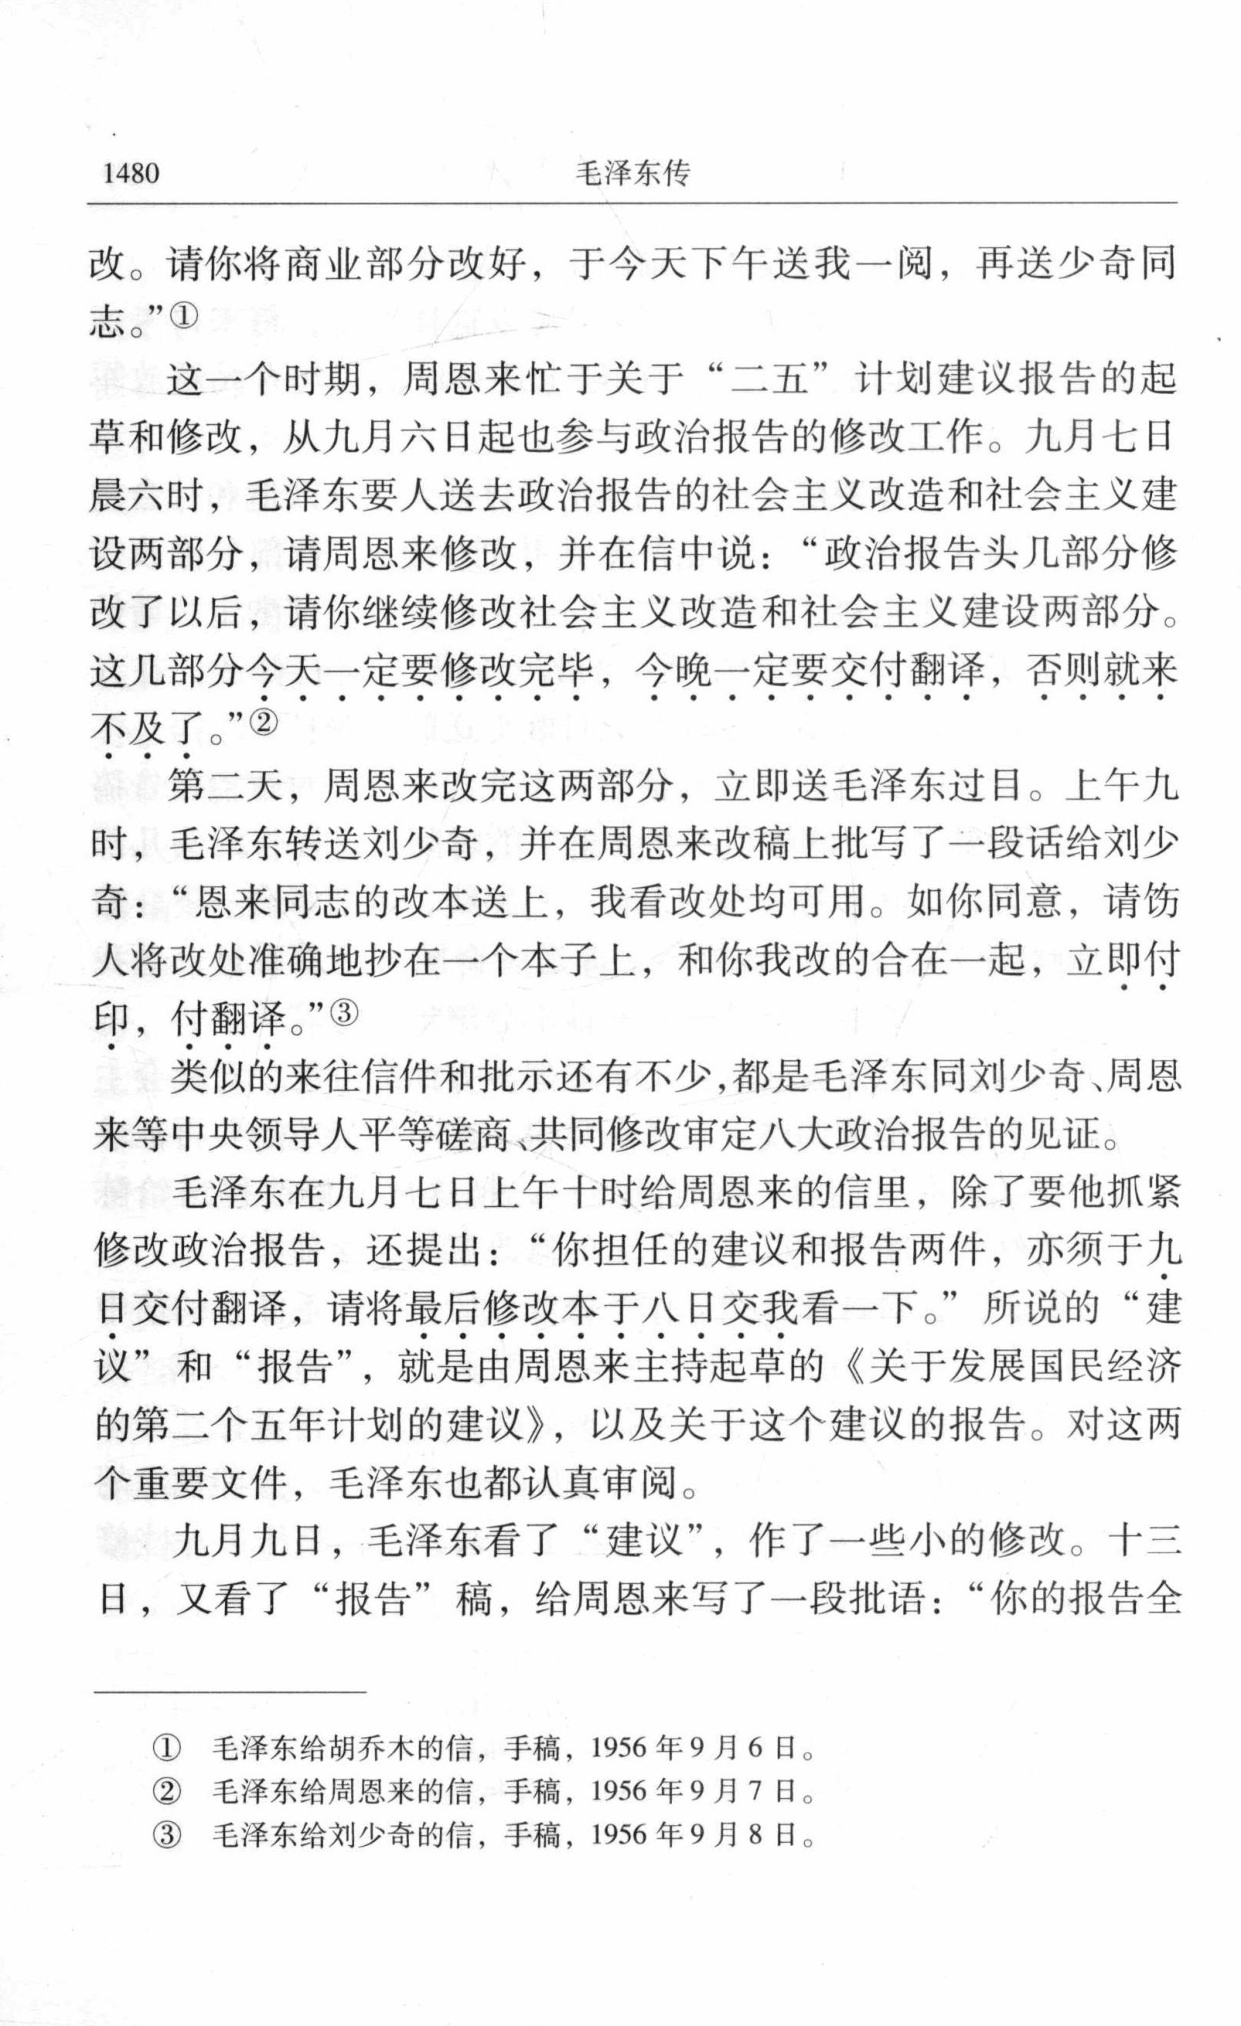 1480
毛泽东传
改。请你将商业部分改好，于今天下午送我一阅，再送少奇同
志。”①
这一个时期，周恩来忙于关于“二五”计划建议报告的起
草和修改，从九月六日起也参与政治报告的修改工作。九月七日
晨六时，毛泽东要人送去政治报告的社会主义改造和社会主义建
设两部分，请周恩来修改，并在信中说：“政治报告头几部分修
改了以后，请你继续修改社会主义改造和社会主义建设两部分。
这几部分今天一定要修改完毕，今晚一定要交付翻译，否则就来
不及了。”②
第二天，周恩来改完这两部分，立即送毛泽东过目。上午九
时，毛泽东转送刘少奇，并在周恩来改稿上批写了一段话给刘少
奇：“恩来同志的改本送上，我看改处均可用。如你同意，请饬
人将改处准确地抄在一个本子上，和你我改的合在一起，立即付
印，付翻译。”③
类似的来往信件和批示还有不少，都是毛泽东同刘少奇、周恩
来等中央领导人平等磋商、共同修改审定八大政治报告的见证。
毛泽东在九月七日上午十时给周恩来的信里，除了要他抓紧
修改政治报告，还提出：“你担任的建议和报告两件，亦须于九
日交付翻译，请将最后修改本于八日交我看一下。”所说的“建
议”和“报告”，就是由周恩来主持起草的《关于发展国民经济
的第二个五年计划的建议》，以及关于这个建议的报告。对这两
个重要文件，毛泽东也都认真审阅。
九月九日，毛泽东看了“建议”，作了一些小的修改。十三
日，又看了“报告”稿，给周恩来写了一段批语：“你的报告全
① 毛泽东给胡乔木的信，手稿，1956年9月6日。
② 毛泽东给周恩来的信，手稿，1956年9月7日。
③ 毛泽东给刘少奇的信，手稿，1956年9月8日。